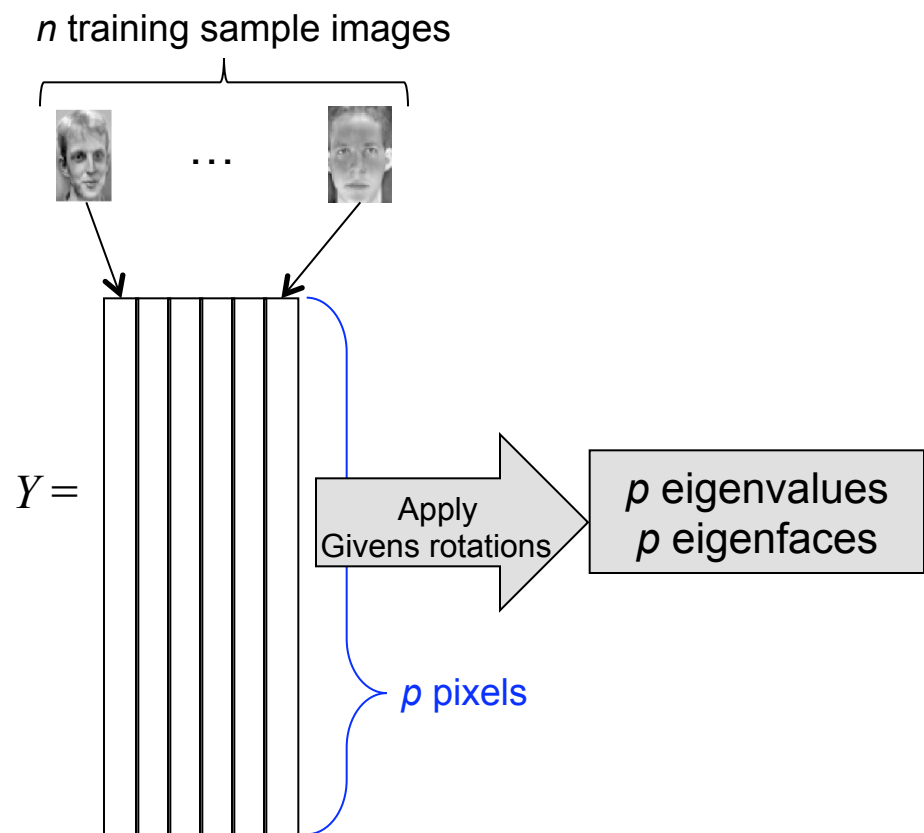 n training sample images
...
Y =
Apply
Givens rotations
p eigenvalues
p eigenfaces
p pixels